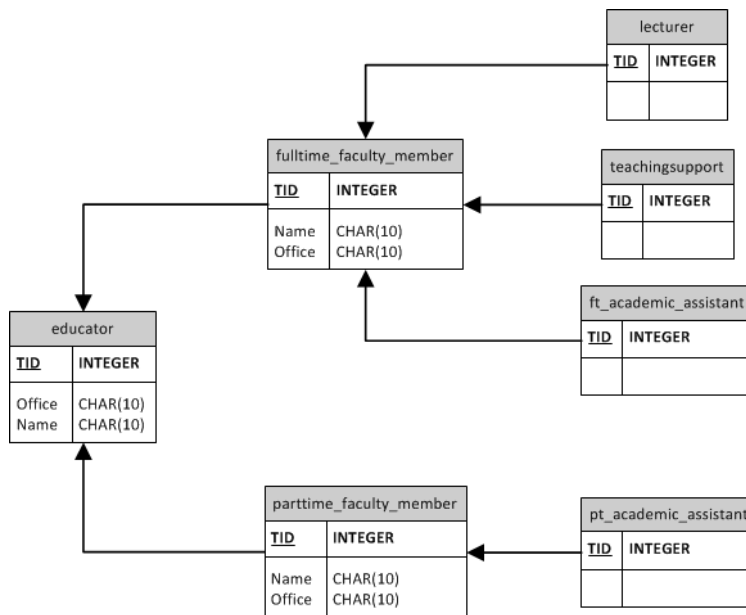 lecturer
TID INTEGER
fulltime_faculty_member
TID INTEGER
Name CHAR(10)
Office CHAR(10)
teachingsupport
TID INTEGER
ft_academic_assistant
TID INTEGER
educator
TID INTEGER
Office CHAR(10)
Name CHAR(10)
parttime_faculty_member
TID INTEGER
Name CHAR(10)
Office CHAR(10)
pt_academic_assistant
TID INTEGER